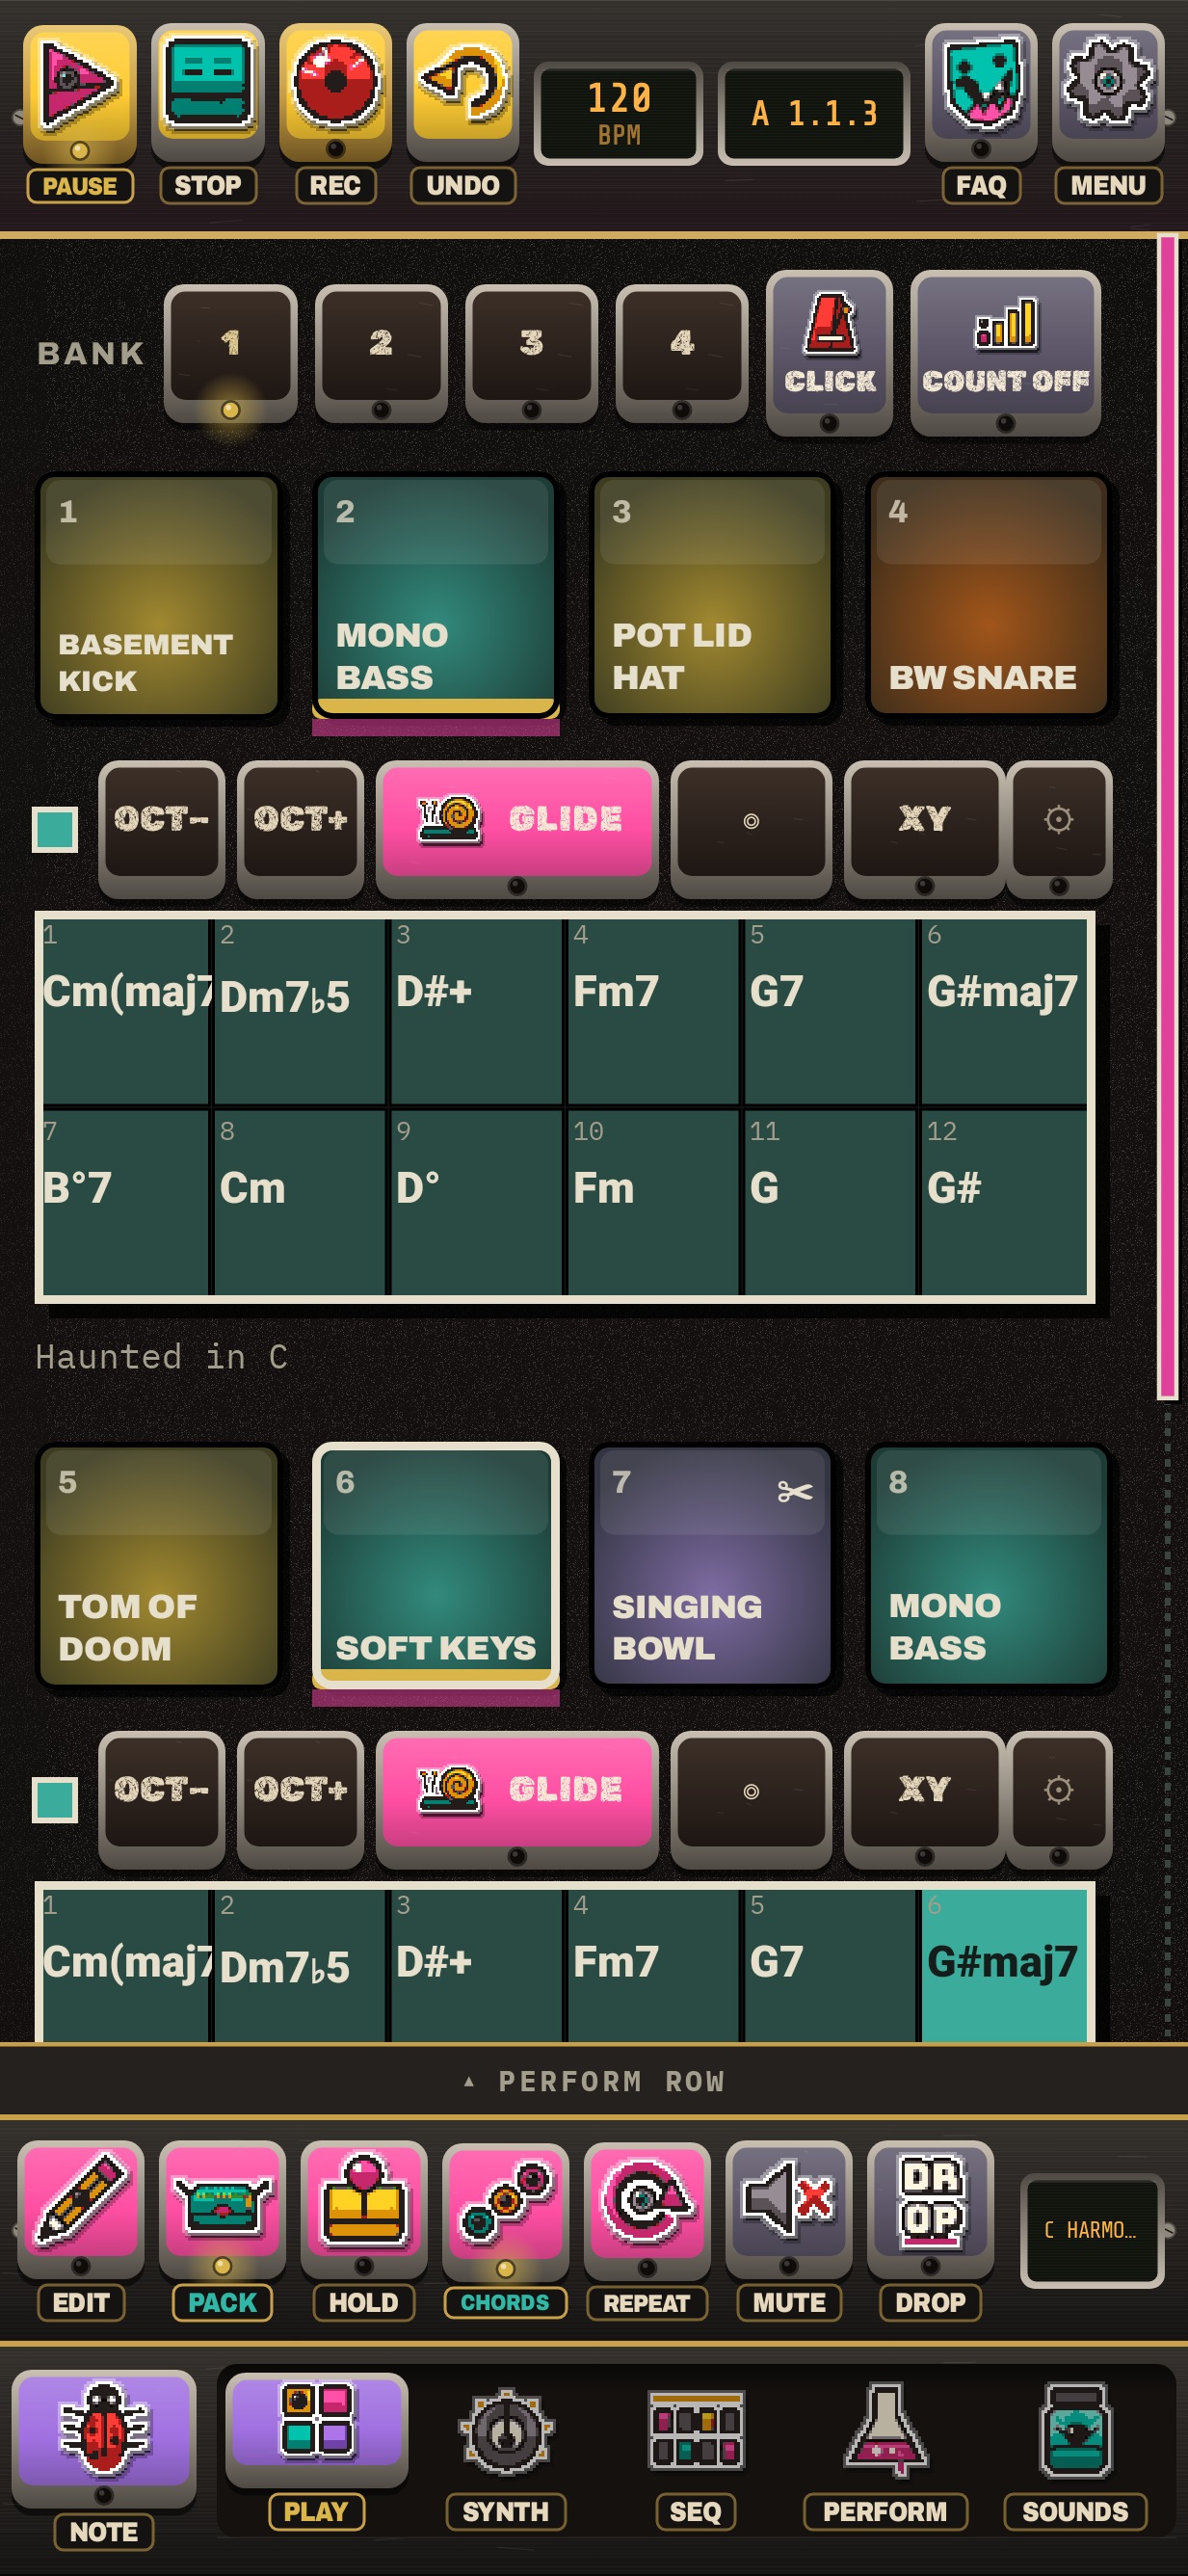 120
BPM
A 1.1.3
PAUSE STOP REC UNDO FAQ MENU
BANK 1 2 3 4 CLICK COUNT OFF
1 2 3 4
BASEMENT KICK
MONO BASS
POT LID HAT
BW SNARE
OCT- OCT+ GLIDE XY
1 2 3 4 5 6
Cm(maj7 Dm7♭5 D#+ Fm7 G7 G#maj7
7 8 9 10 11 12
B°7 Cm D° Fm G G#
Haunted in C
5 6 7 8
TOM OF DOOM
SOFT KEYS
SINGING BOWL
MONO BASS
OCT- OCT+ GLIDE XY
1 2 3 4 5 6
Cm(maj7 Dm7♭5 D#+ Fm7 G7 G#maj7
▲ PERFORM ROW
DROP
C HARMO…
EDIT PACK HOLD CHORDS REPEAT MUTE DROP
NOTE PLAY SYNTH SEQ PERFORM SOUNDS